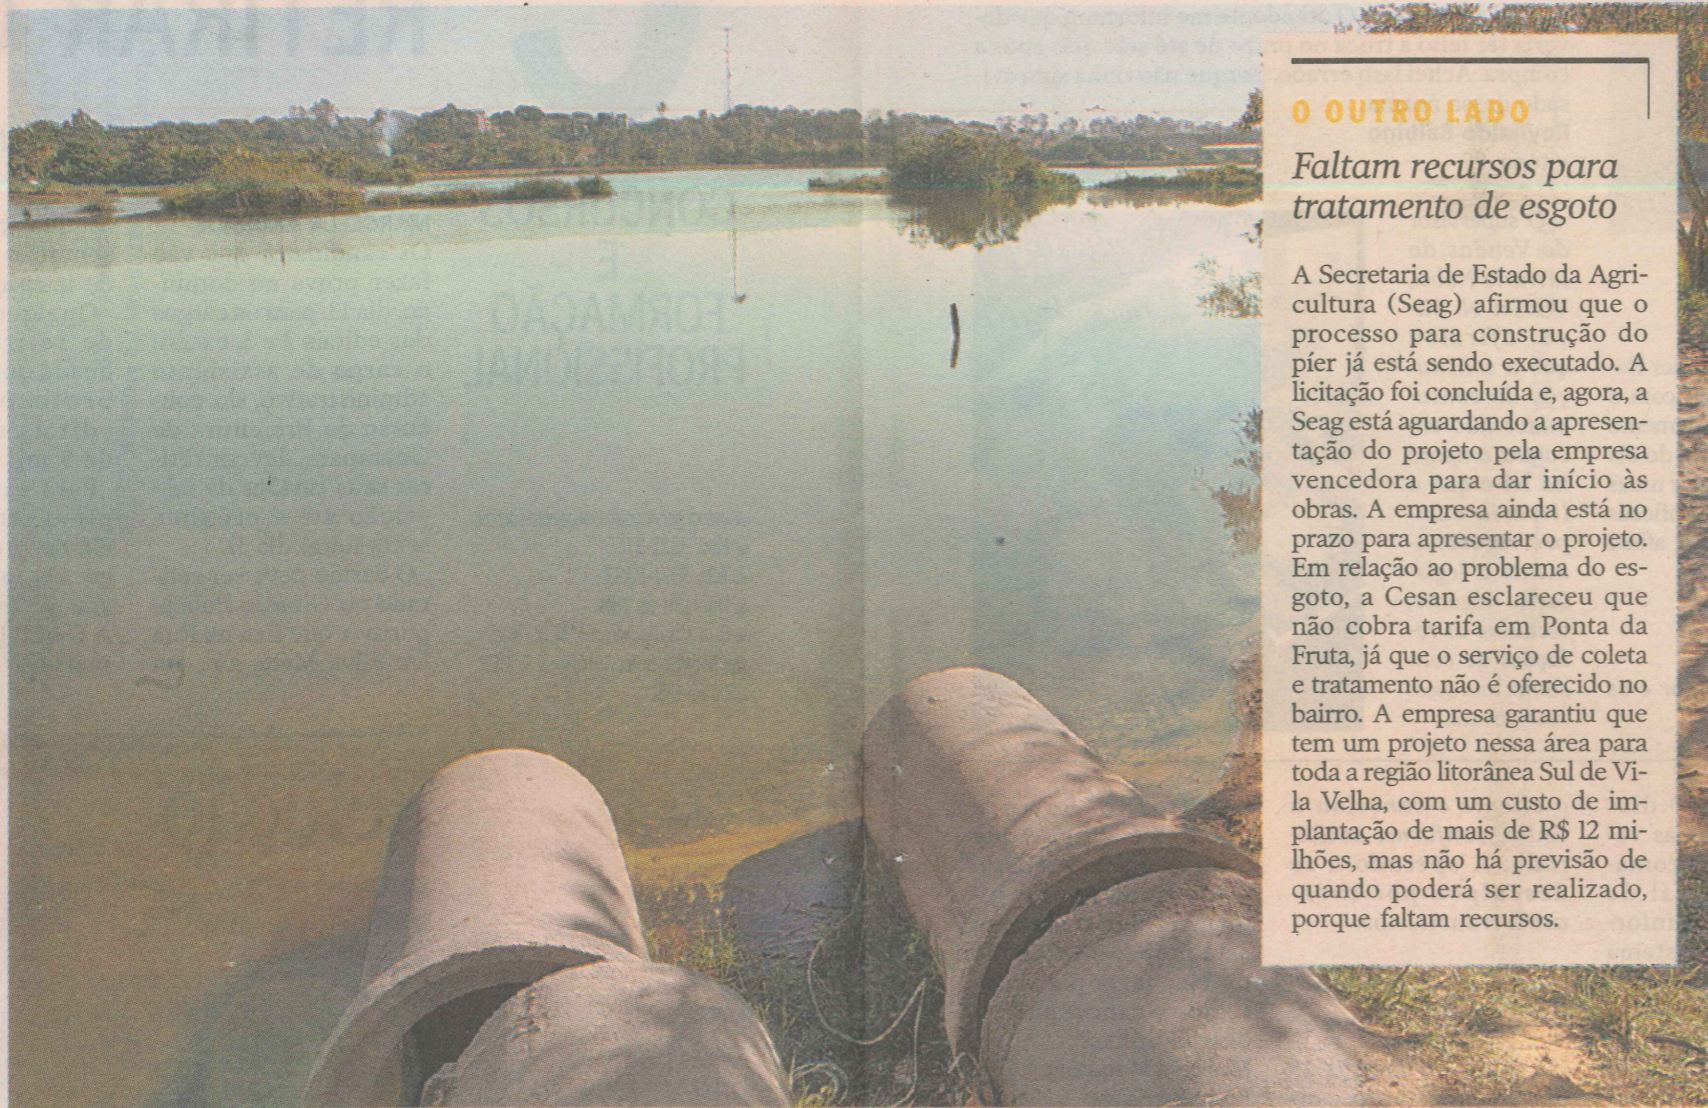 O OUTRO LADO
Faltam recursos para
tratamento de esgoto
A Secretaria de Estado da Agri-
cultura (Seag) afirmou que o
processo para construção do
píer já está sendo executado. A
licitação foi concluída e, agora, a
Seag está aguardando a apresen-
tação do projeto pela empresa
vencedora para dar início às
obras. A empresa ainda está no
prazo para apresentar o projeto.
Em relação ao problema do es-
goto, a Cesan esclareceu que
não cobra tarifa em Ponta da
Fruta, já que o serviço de coleta
e tratamento não é oferecido no
bairro. A empresa garantiu que
tem um projeto nessa área para
toda a região litorânea Sul de Vi-
la Velha, com um custo de im-
plantação de mais de R$ 12 mi-
lhões, mas não há previsão de
quando poderá ser realizado,
porque faltam recursos.